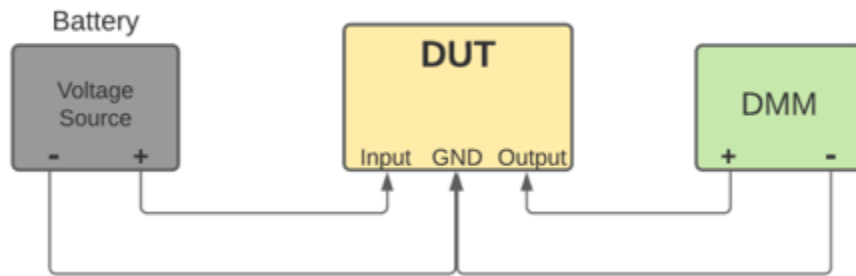 Battery
Voltage
Source
- +
DUT
Input GND Output
DMM
+ -